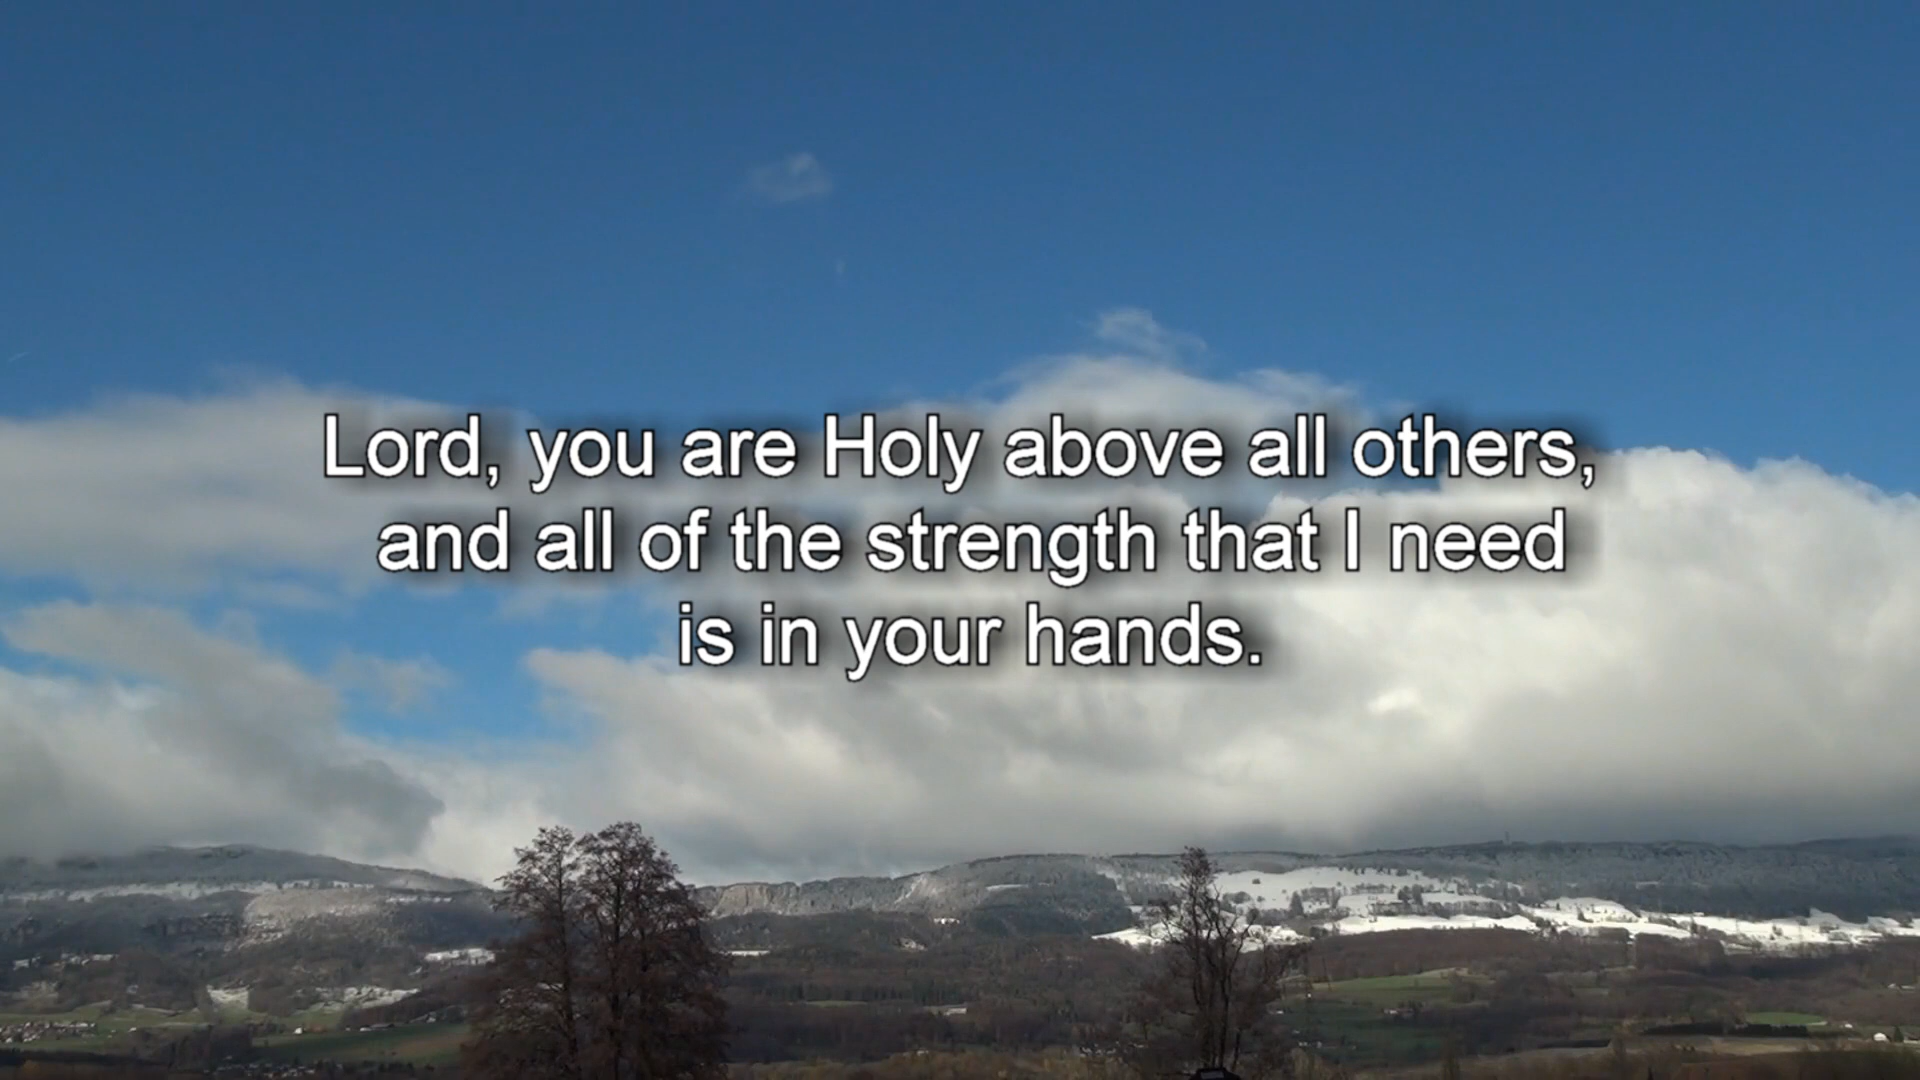 Lord, you are Holy above all others,
and all of the strength that I need
is in your hands.